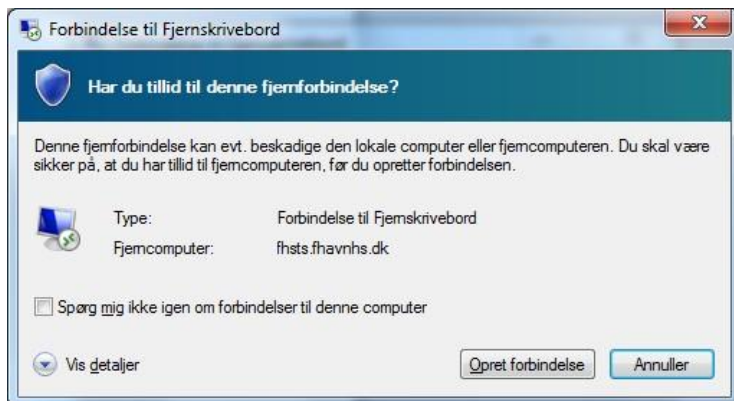 Forbindelse til Fjernskrivebord
Har du tillid til denne fjernforbindelse?
Denne fjernforbindelse kan evt. beskadige den lokale computer eller fjerncomputeren. Du skal være
sikker på, at du har tillid til fjerncomputeren, før du opretter forbindelsen.
Type: Forbindelse til Fjernskrivebord
Fjerncomputer: fhsts.fhavnhs.dk
Spørg mig ikke igen om forbindelser til denne computer
Vis detaljer Opret forbindelse Annuller